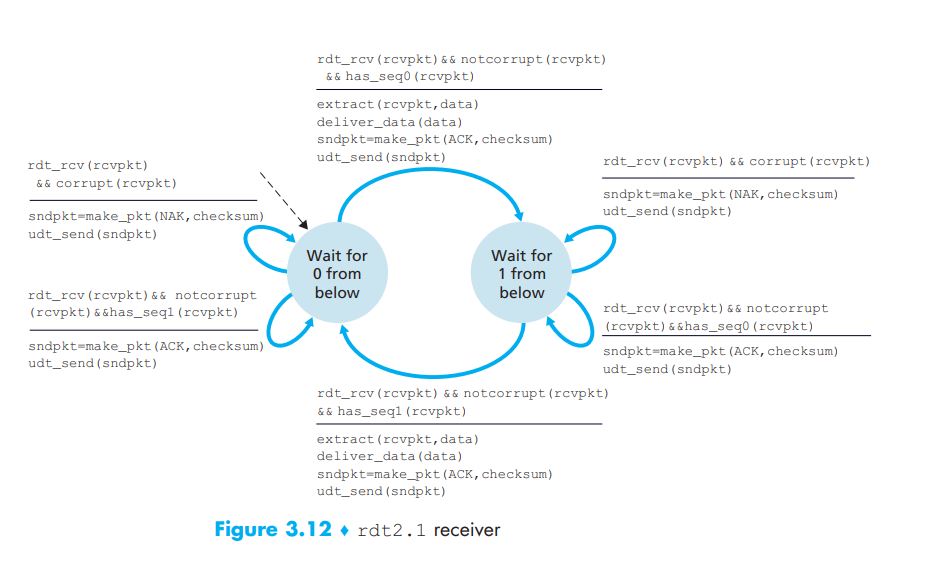 rdt_rcv(rcvpkt)&& notcorrupt(rcvpkt)
&& has_seq0(rcvpkt)
extract(rcvpkt,data)
deliver_data(data)
sndpkt=make_pkt(ACK,checksum)
udt_send(sndpkt)
rdt_rcv(rcvpkt)
&& corrupt(rcvpkt)
sndpkt=make_pkt(NAK,checksum)
udt_send(sndpkt)
rdt_rcv(rcvpkt) && corrupt(rcvpkt)
sndpkt=make_pkt(NAK,checksum)
udt_send(sndpkt)
Wait for
0 from
below
Wait for
1 from
below
rdt_rcv(rcvpkt)&& notcorrupt
(rcvpkt)&&has_seq1(rcvpkt)
sndpkt=make_pkt(ACK,checksum)
udt_send(sndpkt)
rdt_rcv(rcvpkt)&& notcorrupt
(rcvpkt)&&has_seq0(rcvpkt)
sndpkt=make_pkt(ACK,checksum)
udt_send(sndpkt)
rdt_rcv(rcvpkt) && notcorrupt(rcvpkt)
&& has_seq1(rcvpkt)
extract(rcvpkt,data)
deliver_data(data)
sndpkt=make_pkt(ACK,checksum)
udt_send(sndpkt)
Figure 3.12 ♦ rdt2.1 receiver